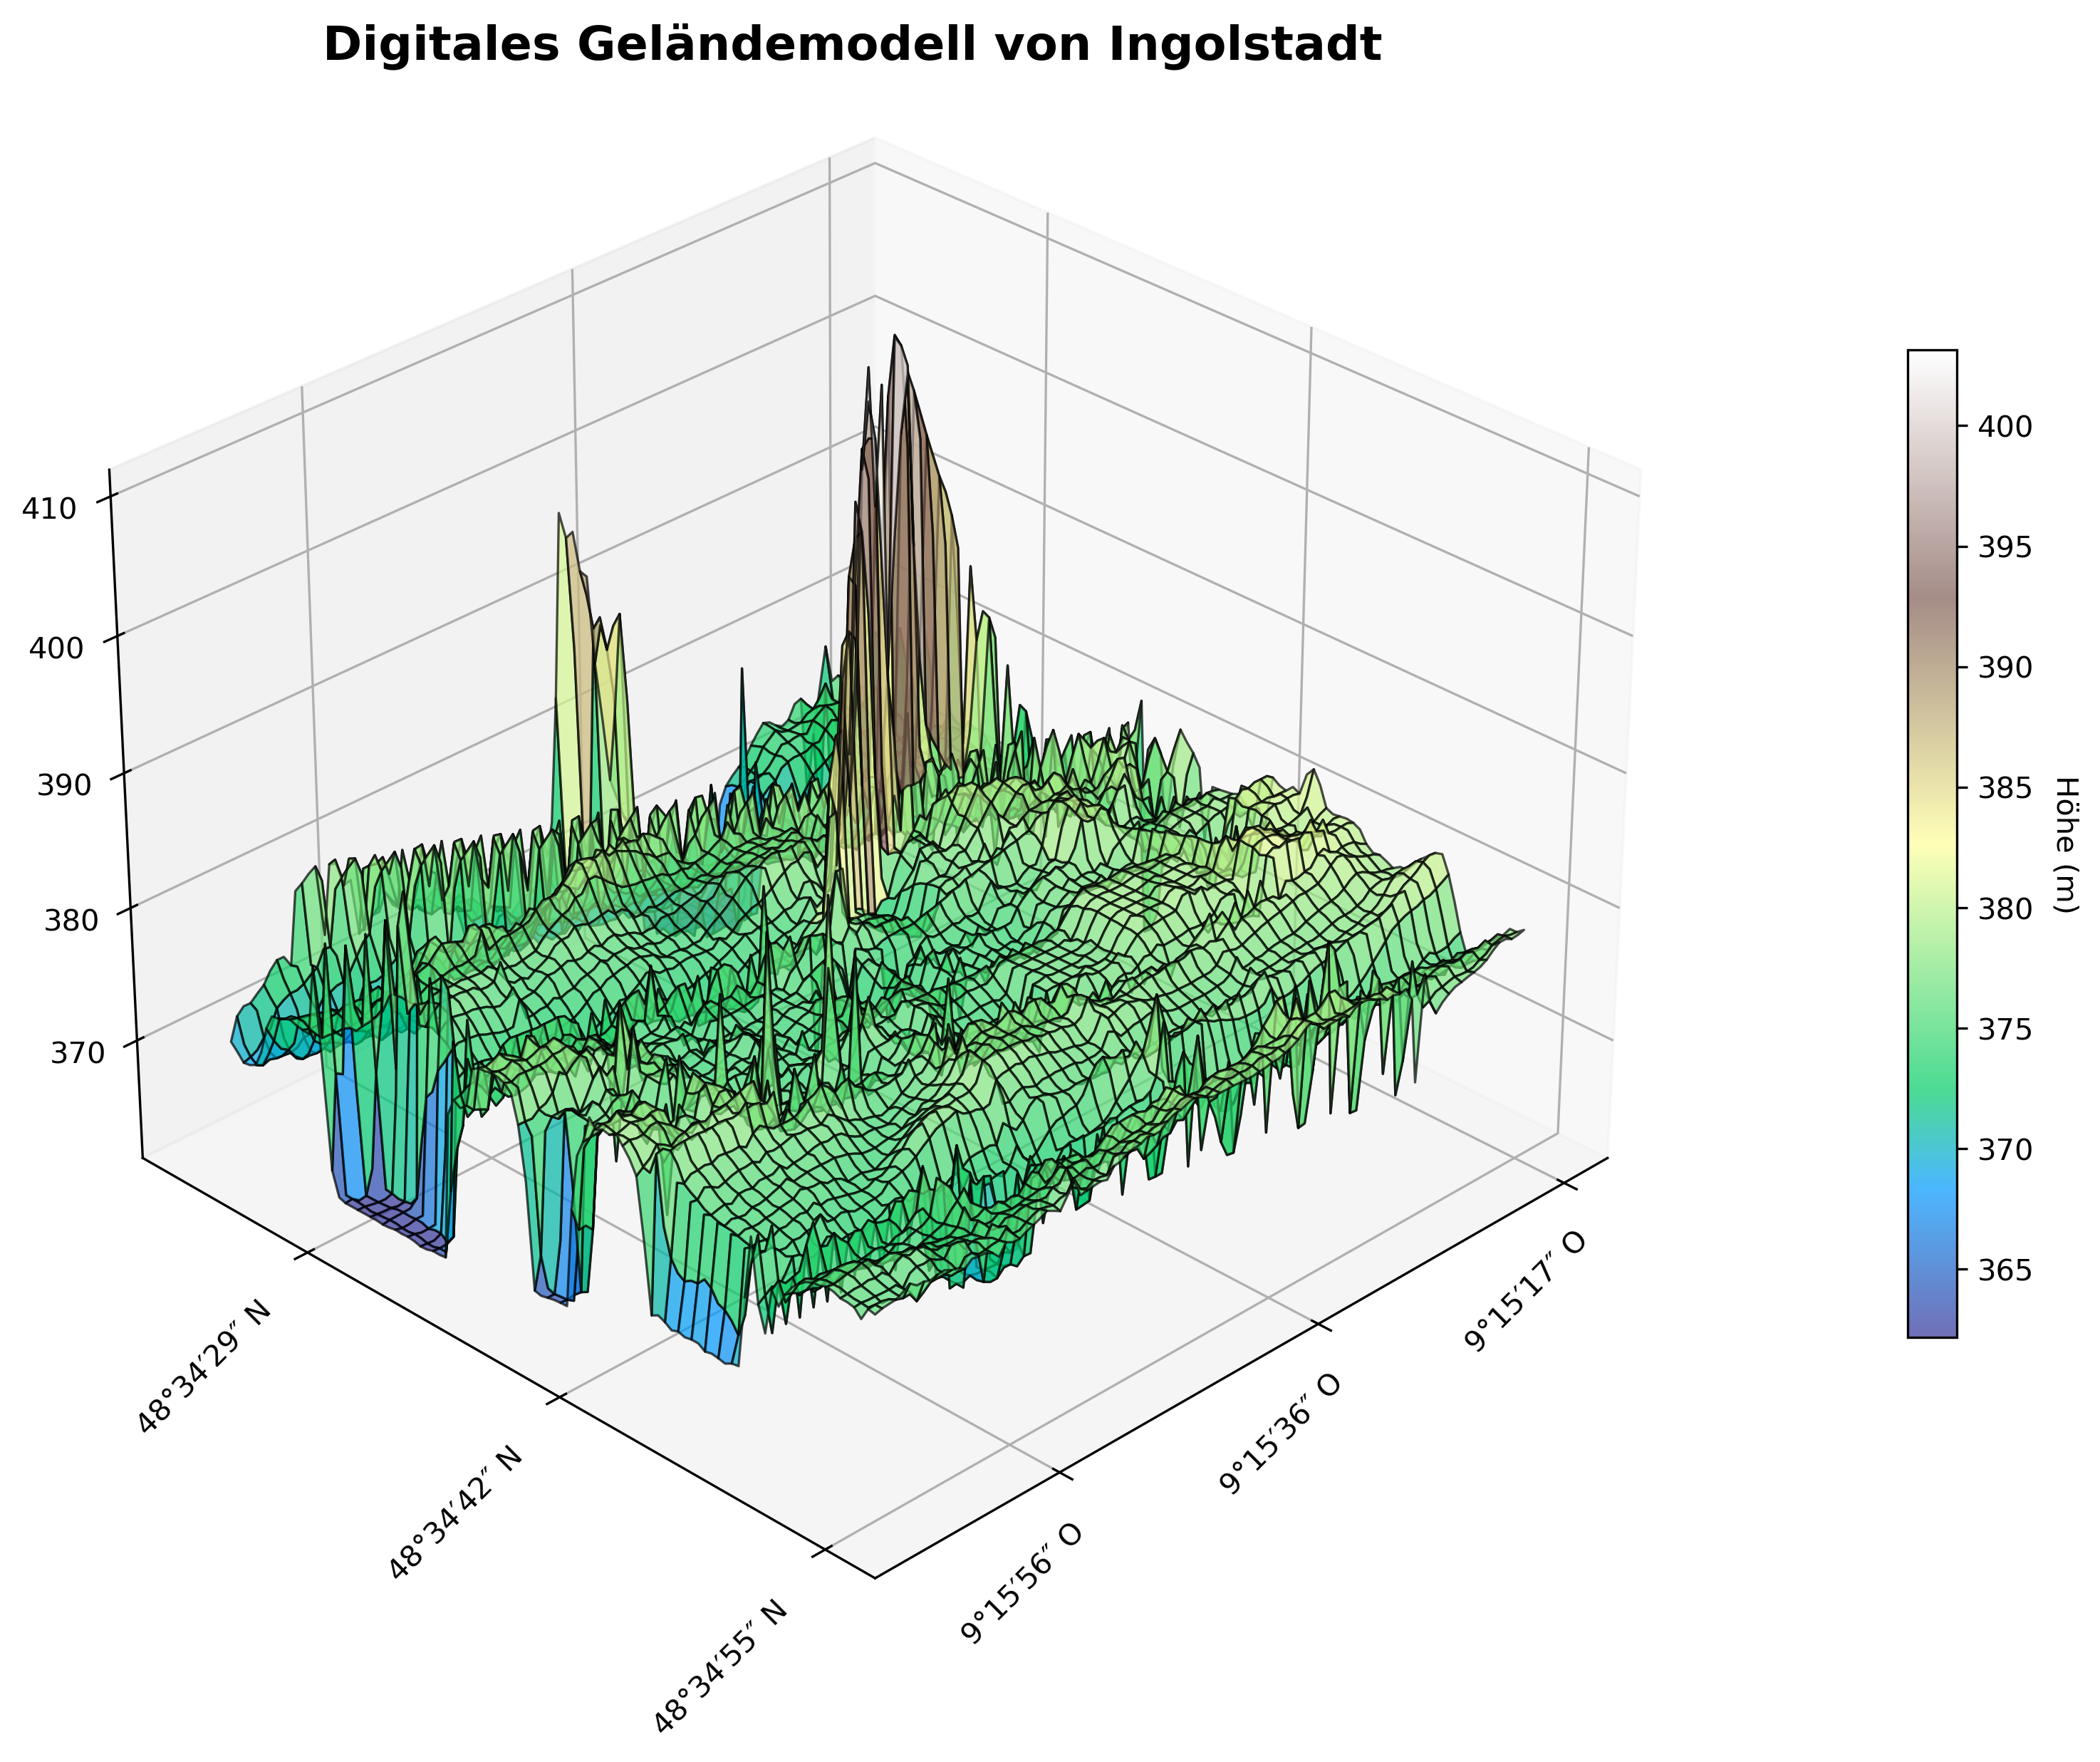 Digitales Geländemodell von Ingolstadt
410
400
390
380
370
48°34′29″ N
48°34′42″ N
48°34′55″ N
9°15′56″ O
9°15′36″ O
9°15′17″ O
400
395
390
385
380
375
370
365
Höhe (m)